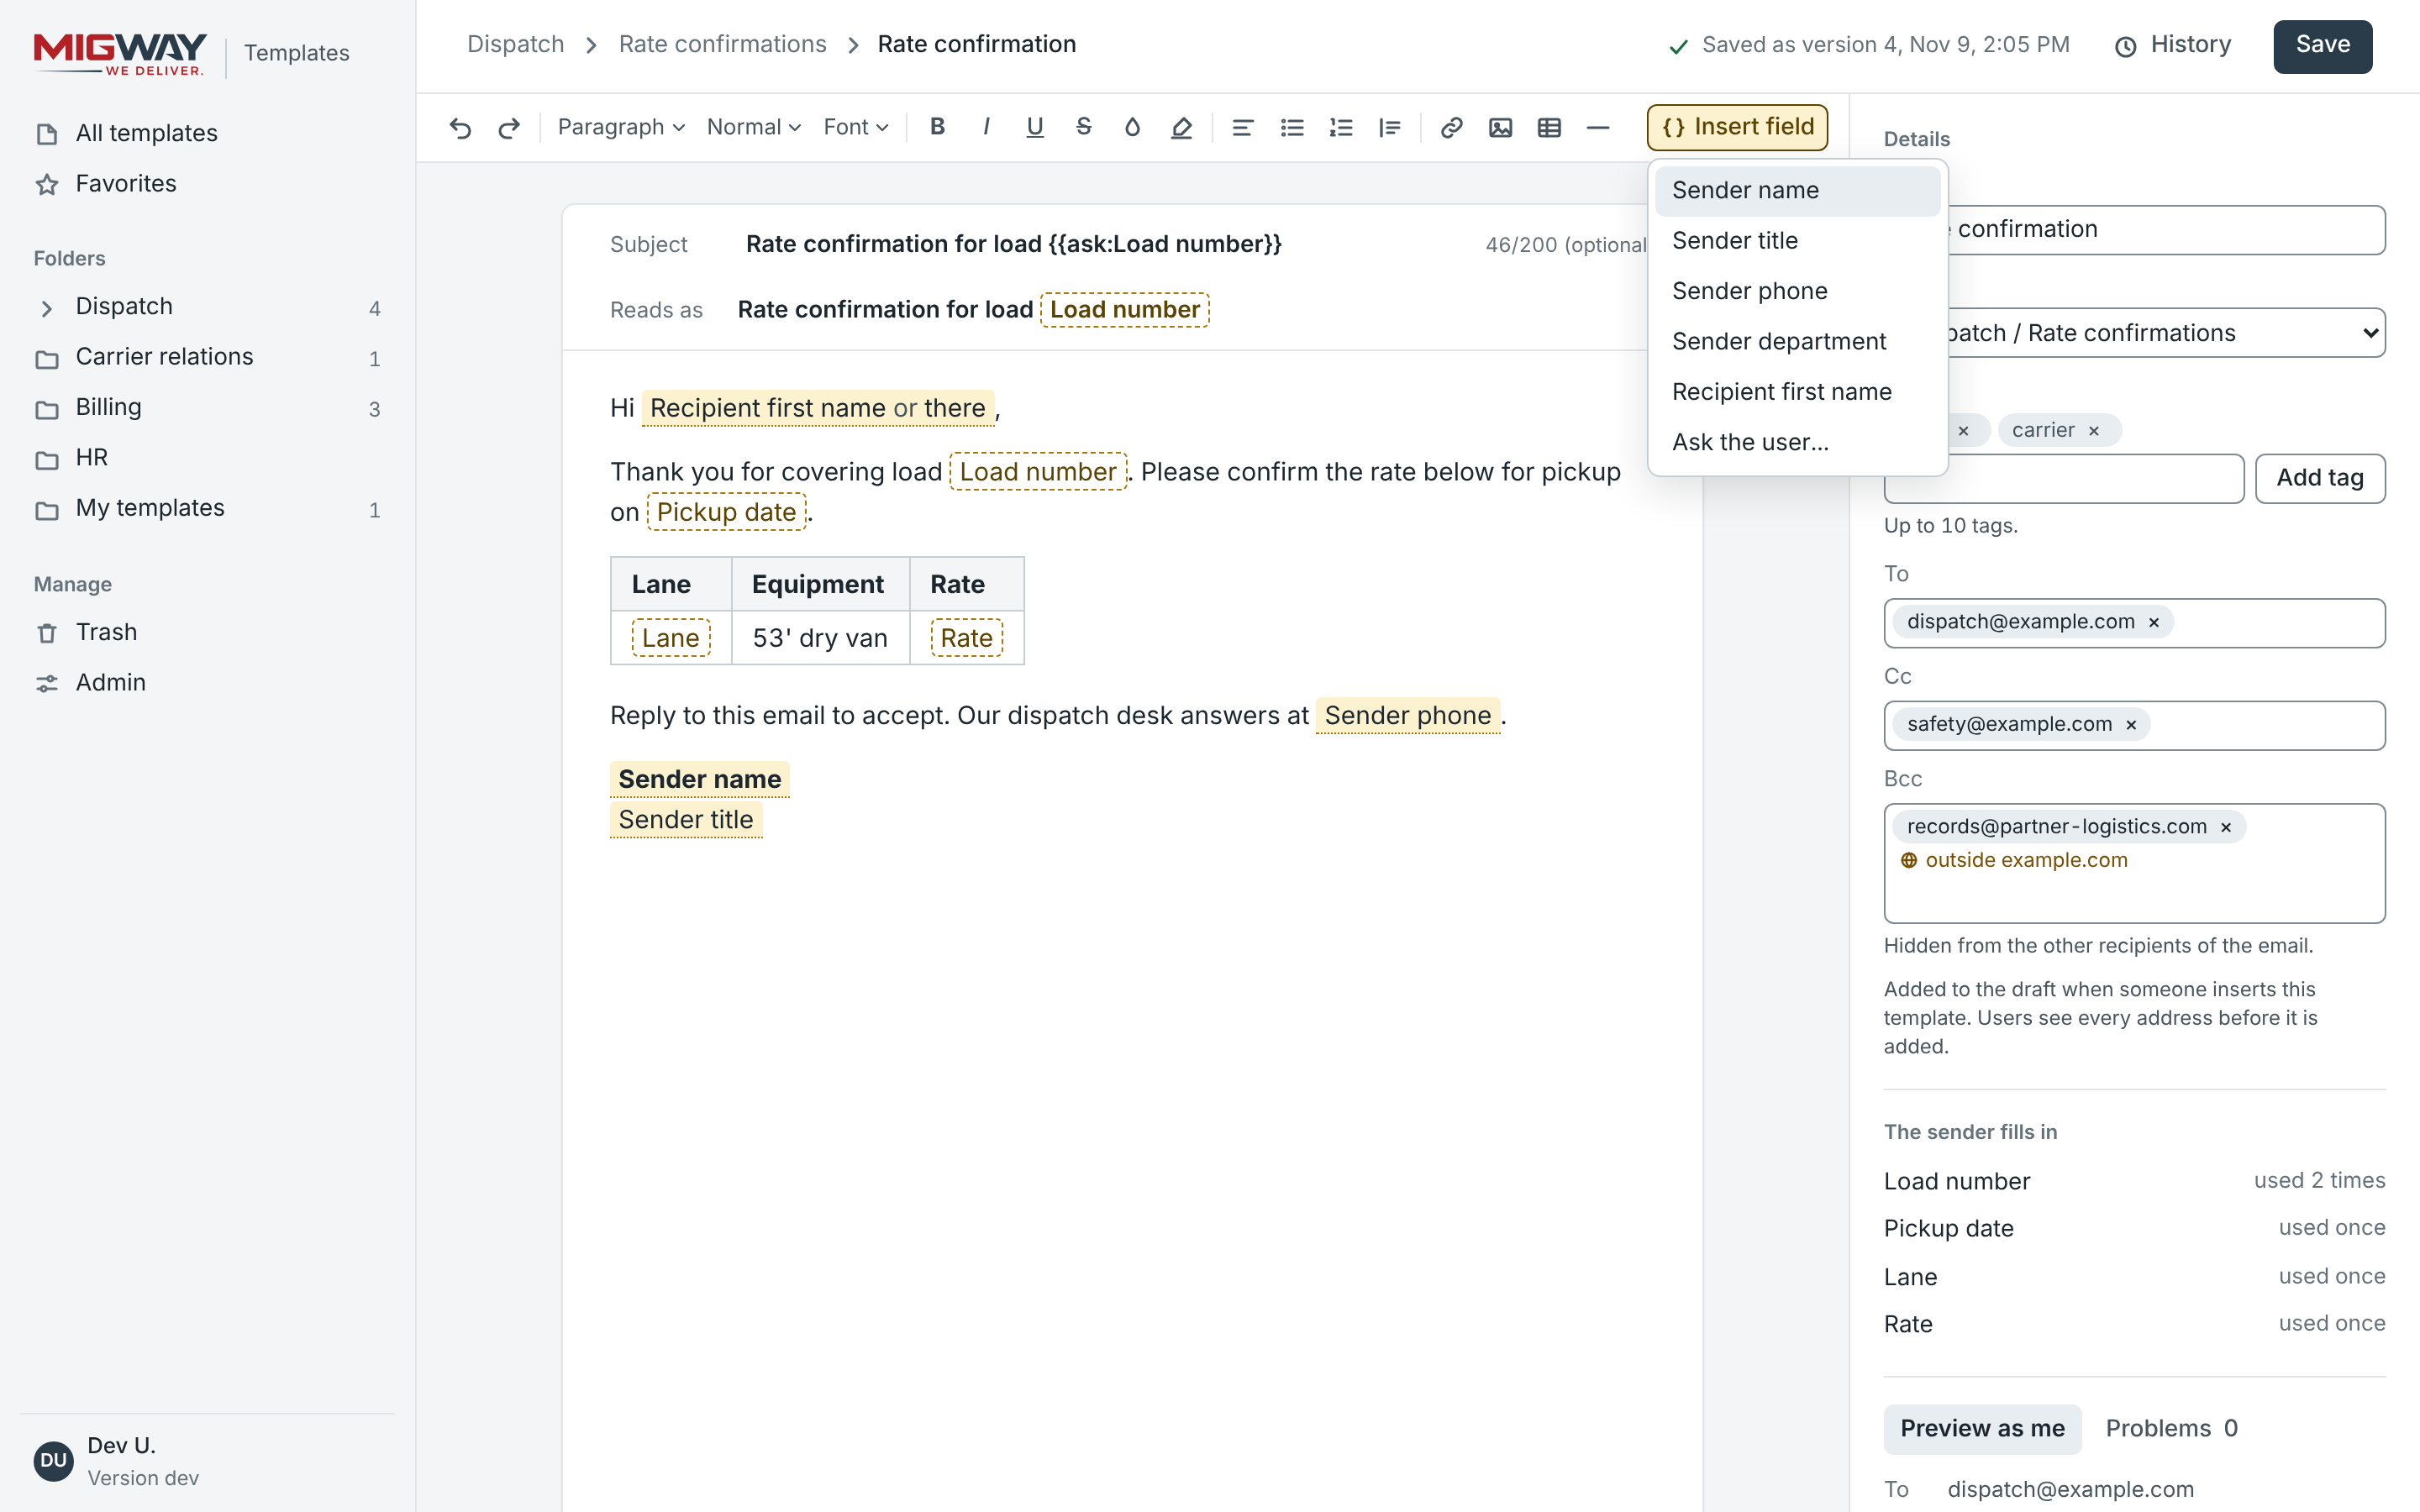 MIGWAY
WE DELIVER.
Templates
All templates
Favorites
Folders
Dispatch 4
Carrier relations 1
Billing 3
HR
My templates 1
Manage
Trash
Admin
DU
Dev U.
Version dev
Dispatch > Rate confirmations > Rate confirmation
Saved as version 4, Nov 9, 2:05 PM
History
Save
Paragraph Normal Font B I U S {} Insert field
Sender name
Sender title
Sender phone
Sender department
Recipient first name
Ask the user...
Subject Rate confirmation for load {{ask:Load number}} 46/200 (optional
Reads as Rate confirmation for load Load number
Hi Recipient first name or there ,
Thank you for covering load Load number. Please confirm the rate below for pickup
on Pickup date.
Lane Equipment Rate
Lane 53' dry van Rate
Reply to this email to accept. Our dispatch desk answers at Sender phone .
Sender name
Sender title
Details
confirmation
patch / Rate confirmations
× carrier ×
Add tag
Up to 10 tags.
To
dispatch@example.com ×
Cc
safety@example.com ×
Bcc
records@partner-logistics.com ×
outside example.com
Hidden from the other recipients of the email.
Added to the draft when someone inserts this
template. Users see every address before it is
added.
The sender fills in
Load number used 2 times
Pickup date used once
Lane used once
Rate used once
Preview as me Problems 0
To dispatch@example.com